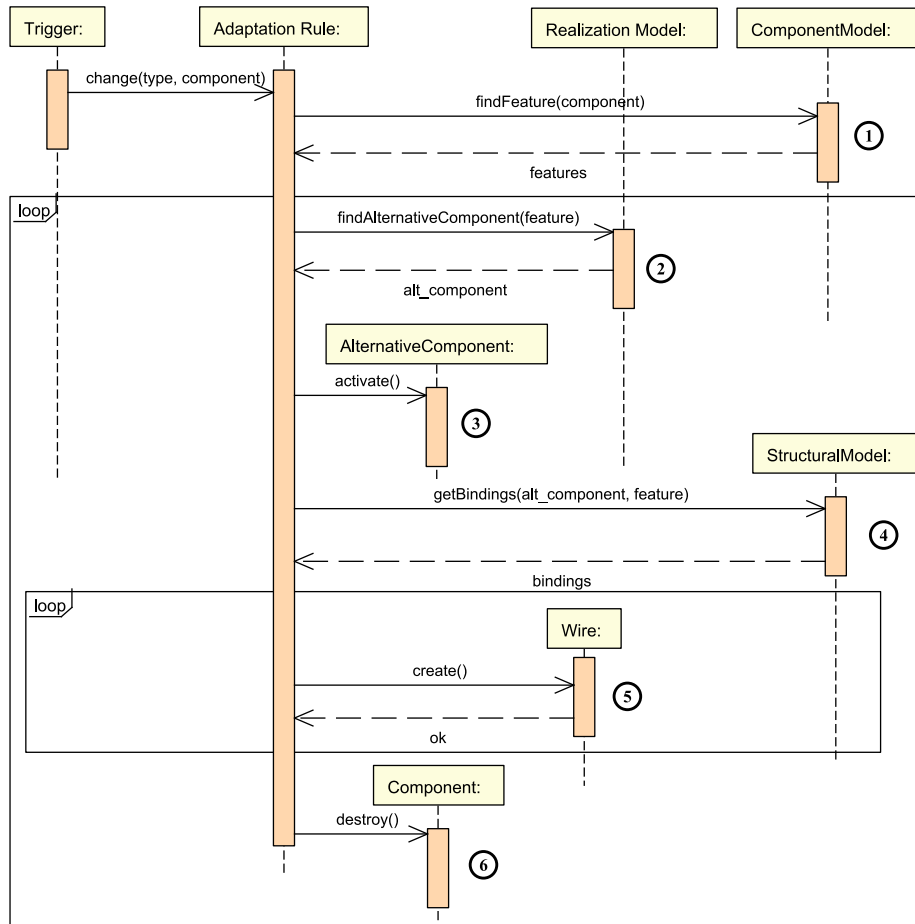 Trigger:
Adaptation Rule:
Realization Model:
ComponentModel:
change(type, component)
findFeature(component)
1
features
loop
findAlternativeComponent(feature)
2
alt_component
AlternativeComponent:
activate()
3
StructuralModel:
getBindings(alt_component, feature)
4
bindings
loop
Wire:
create()
5
ok
Component:
destroy()
6